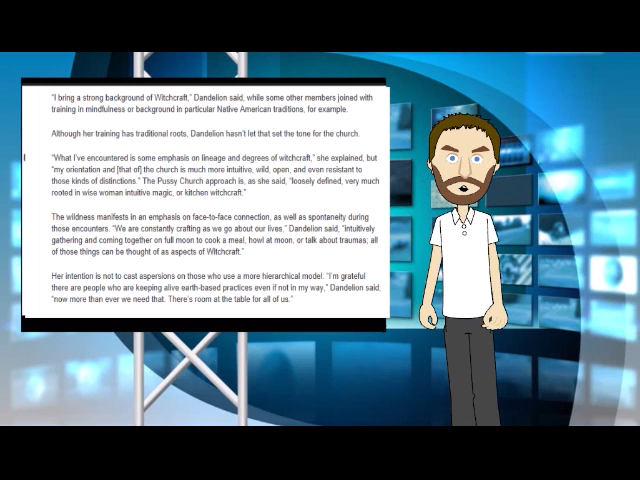 “I bring a strong background of Witchcraft,” Dandelion said, while some other members joined with
training in mindfulness or background in particular Native American traditions, for example.
Although her training has traditional roots, Dandelion hasn’t let that set the tone for the church.
“What I’ve encountered is some emphasis on lineage and degrees of witchcraft,” she explained, but
“my orientation and [that of] the church is much more intuitive, wild, open, and even resistant to
those kinds of distinctions.” The Pussy Church approach is, as she said, “loosely defined, very much
rooted in wise woman intuitive magic, or kitchen witchcraft.”
The wildness manifests in an emphasis on face-to-face connection, as well as spontaneity during
those encounters. “We are constantly crafting as we go about our lives,” Dandelion said, “intuitively
gathering and coming together on full moon to cook a meal, howl at moon, or talk about traumas; all
of those things can be thought of as aspects of Witchcraft.”
Her intention is not to cast aspersions on those who use a more hierarchical model: “I’m grateful
there are people who are keeping alive earth-based practices even if not in my way,” Dandelion said,
“now more than ever we need that. There’s room at the table for all of us.”